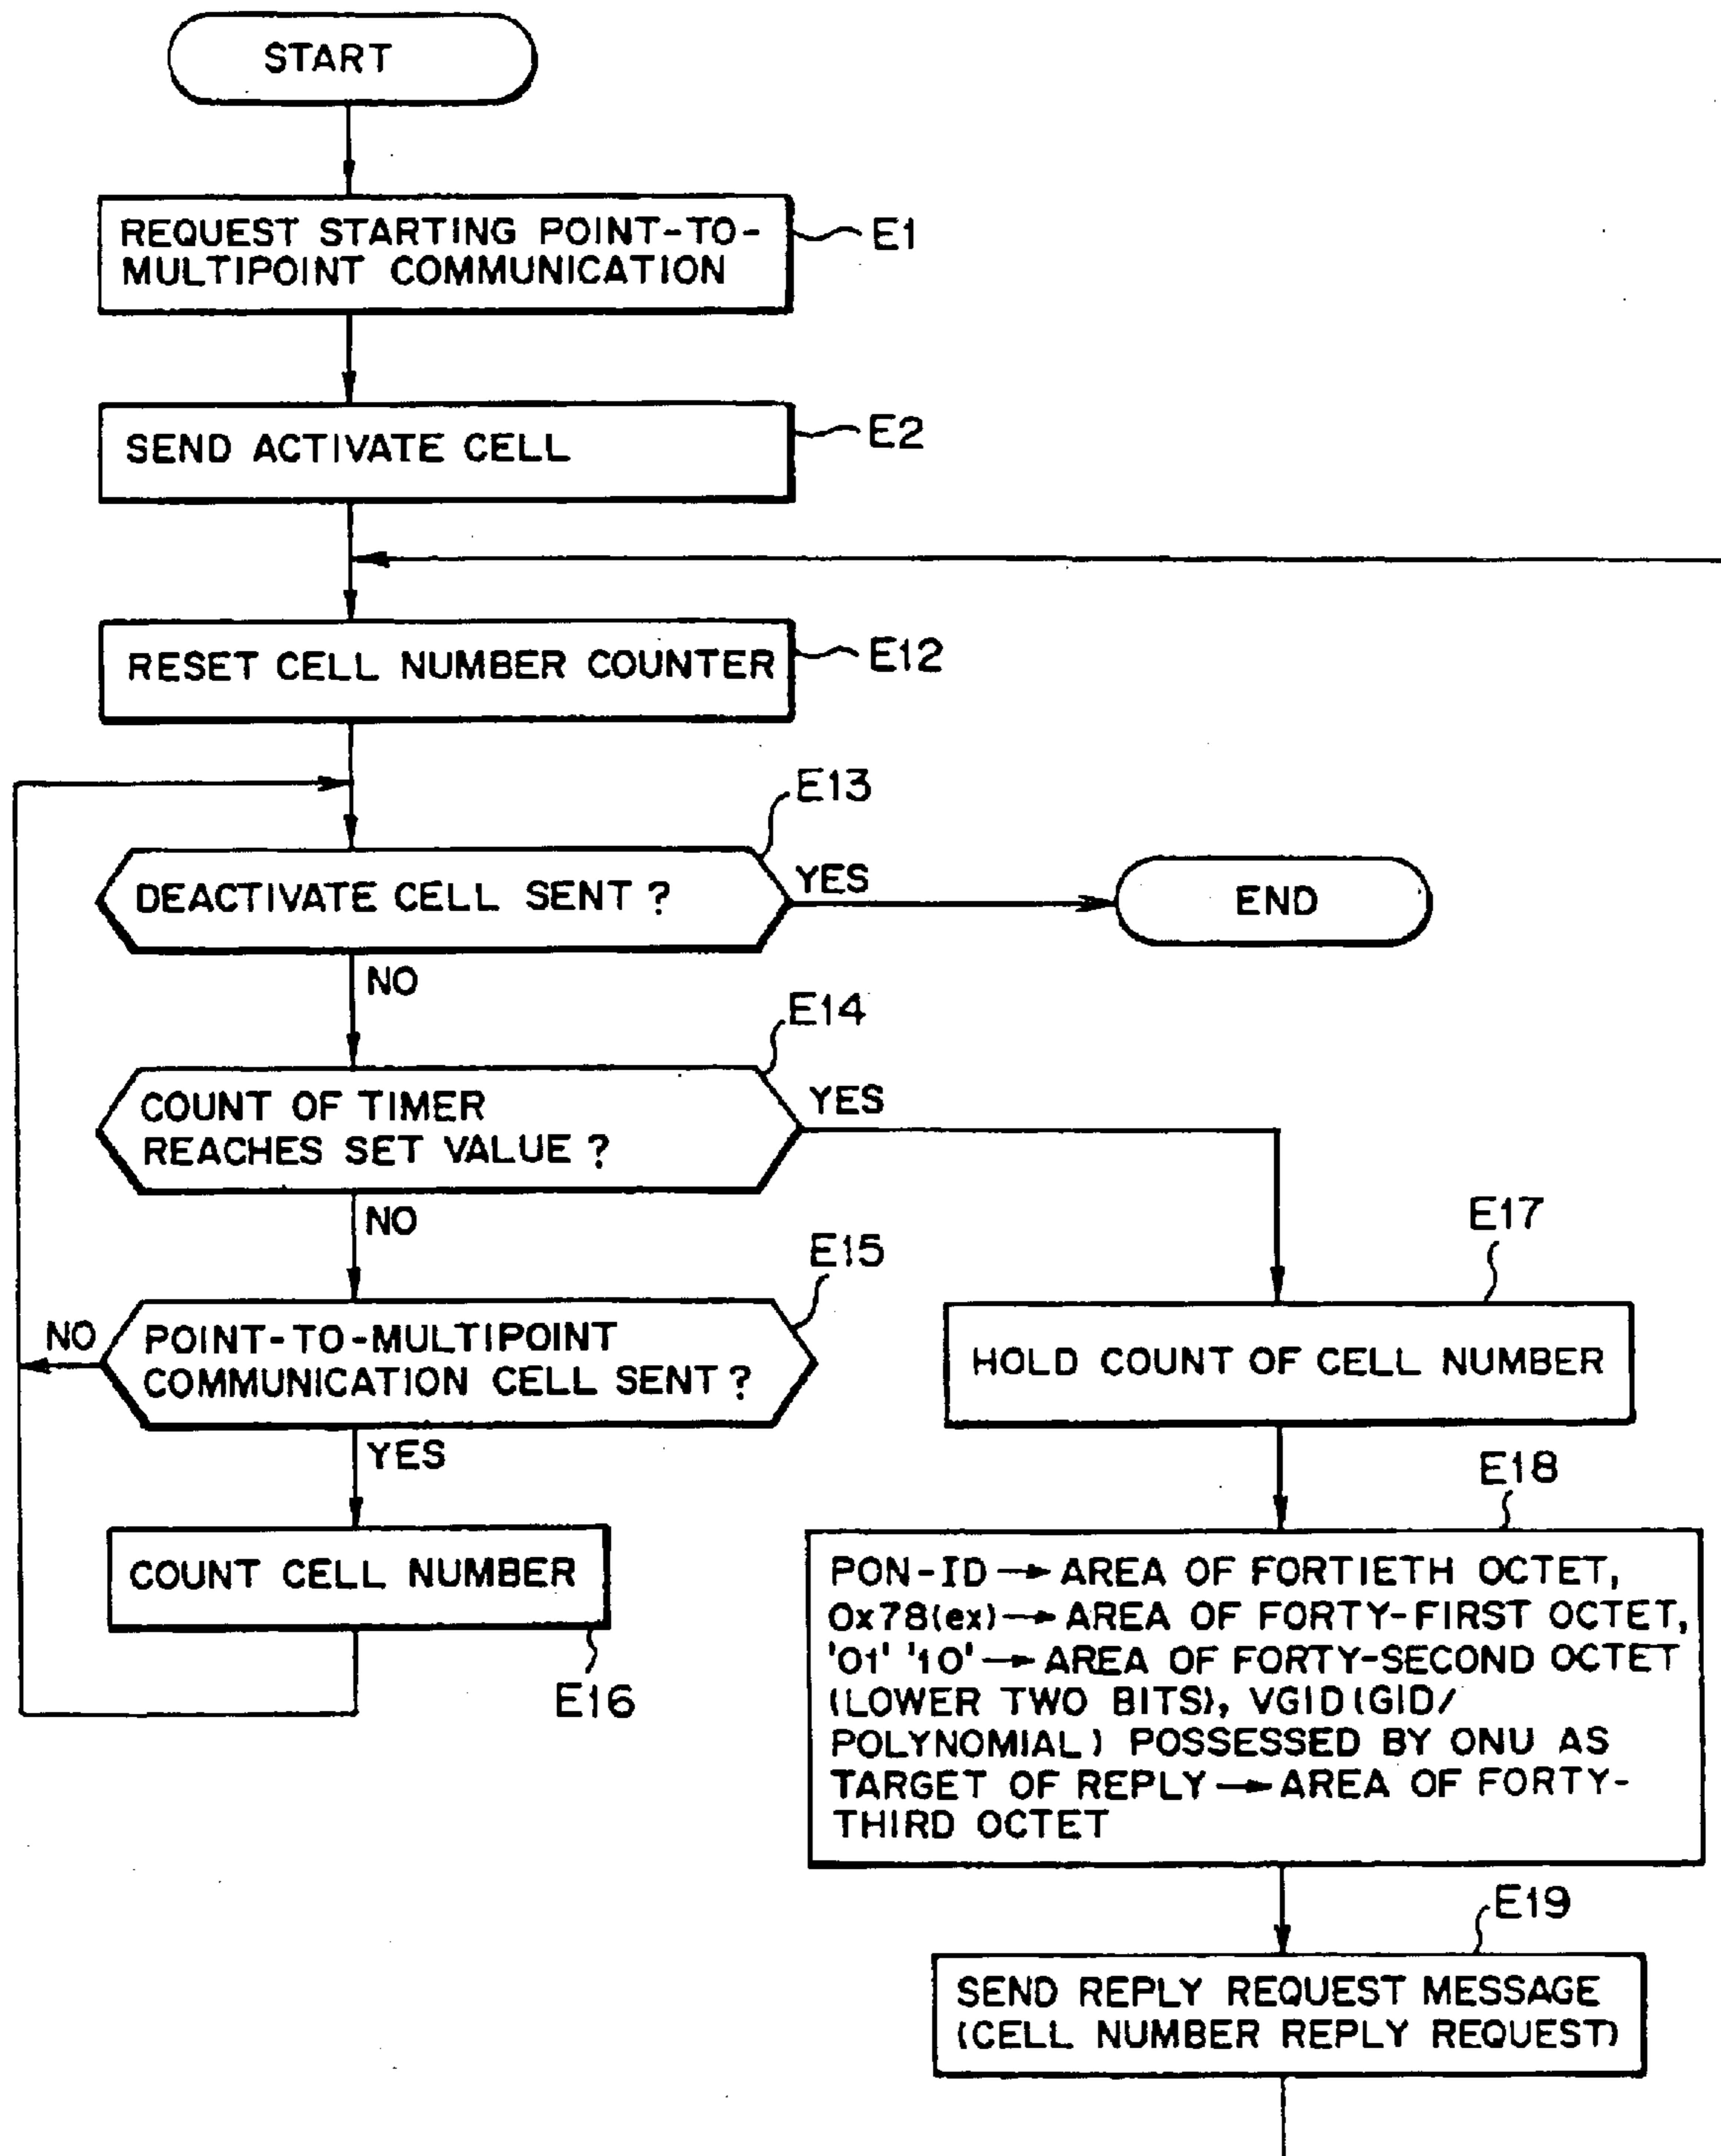 START
REQUEST STARTING POINT-TO-
MULTIPOINT COMMUNICATION
E1
SEND ACTIVATE CELL
E2
RESET CELL NUMBER COUNTER
E12
E13
DEACTIVATE CELL SENT ?
YES
END
NO
E14
COUNT OF TIMER
REACHES SET VALUE ?
YES
NO
E15
POINT-TO-MULTIPOINT
COMMUNICATION CELL SENT ?
NO
YES
COUNT CELL NUMBER
E16
E17
HOLD COUNT OF CELL NUMBER
E18
PON-ID → AREA OF FORTIETH OCTET,
0x78(ex) → AREA OF FORTY-FIRST OCTET,
'01' '10' → AREA OF FORTY-SECOND OCTET
(LOWER TWO BITS), VGID (GID/
POLYNOMIAL) POSSESSED BY ONU AS
TARGET OF REPLY → AREA OF FORTY-
THIRD OCTET
E19
SEND REPLY REQUEST MESSAGE
(CELL NUMBER REPLY REQUEST)